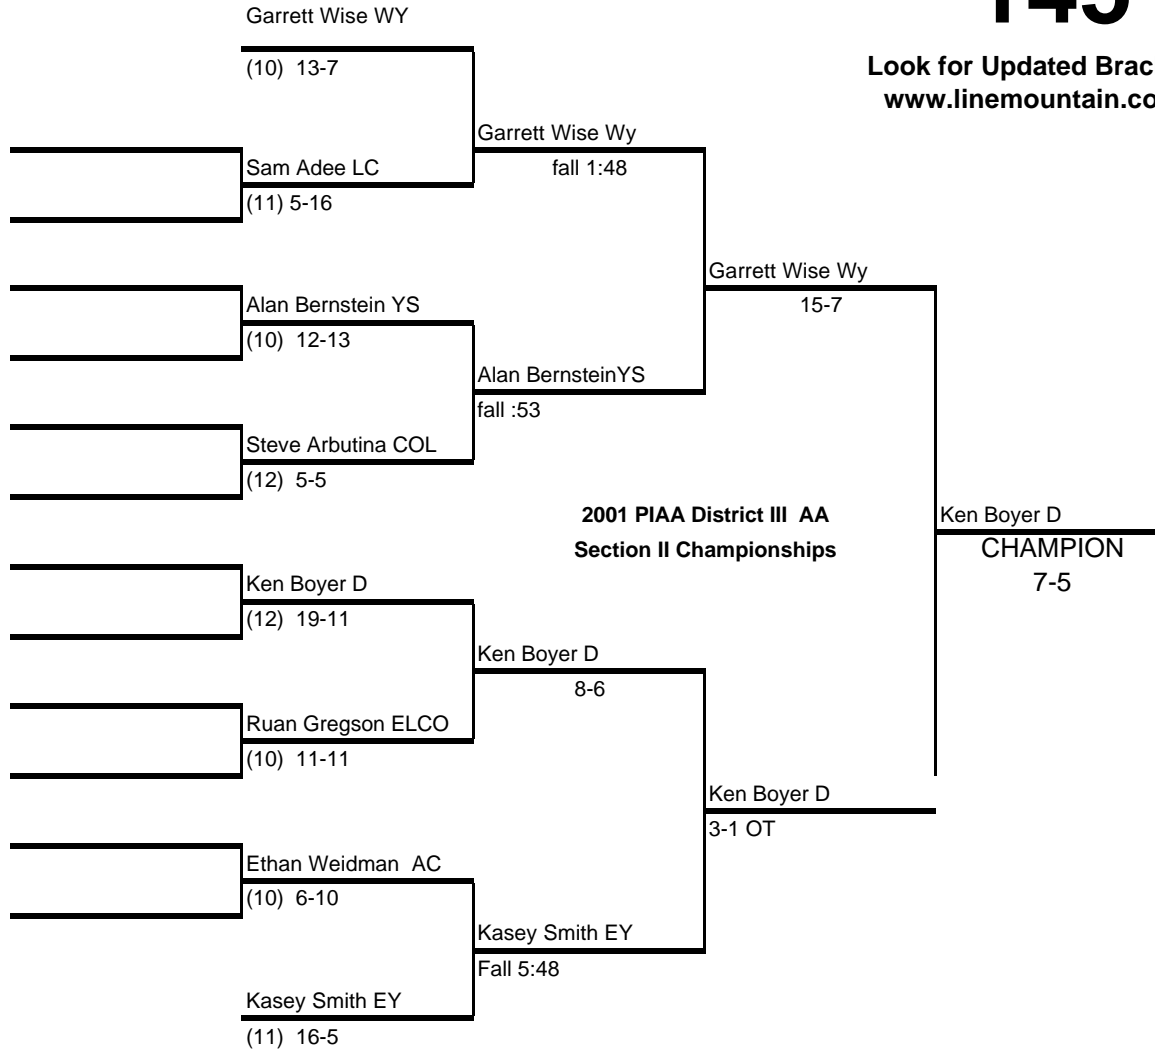 Garrett Wise WY
145
(10) 13-7
Look for Updated Brac
www.linemountain.co
Garrett Wise Wy
Sam Adee LC
fall 1:48
(11) 5-16
Garrett Wise Wy
Alan Bernstein YS
15-7
(10) 12-13
Alan BernsteinYS
fall :53
Steve Arbutina COL
(12) 5-5
2001 PIAA District III AA
Section II Championships
Ken Boyer D
CHAMPION
7-5
Ken Boyer D
(12) 19-11
Ken Boyer D
8-6
Ruan Gregson ELCO
(10) 11-11
Ken Boyer D
3-1 OT
Ethan Weidman AC
(10) 6-10
Kasey Smith EY
Fall 5:48
Kasey Smith EY
(11) 16-5